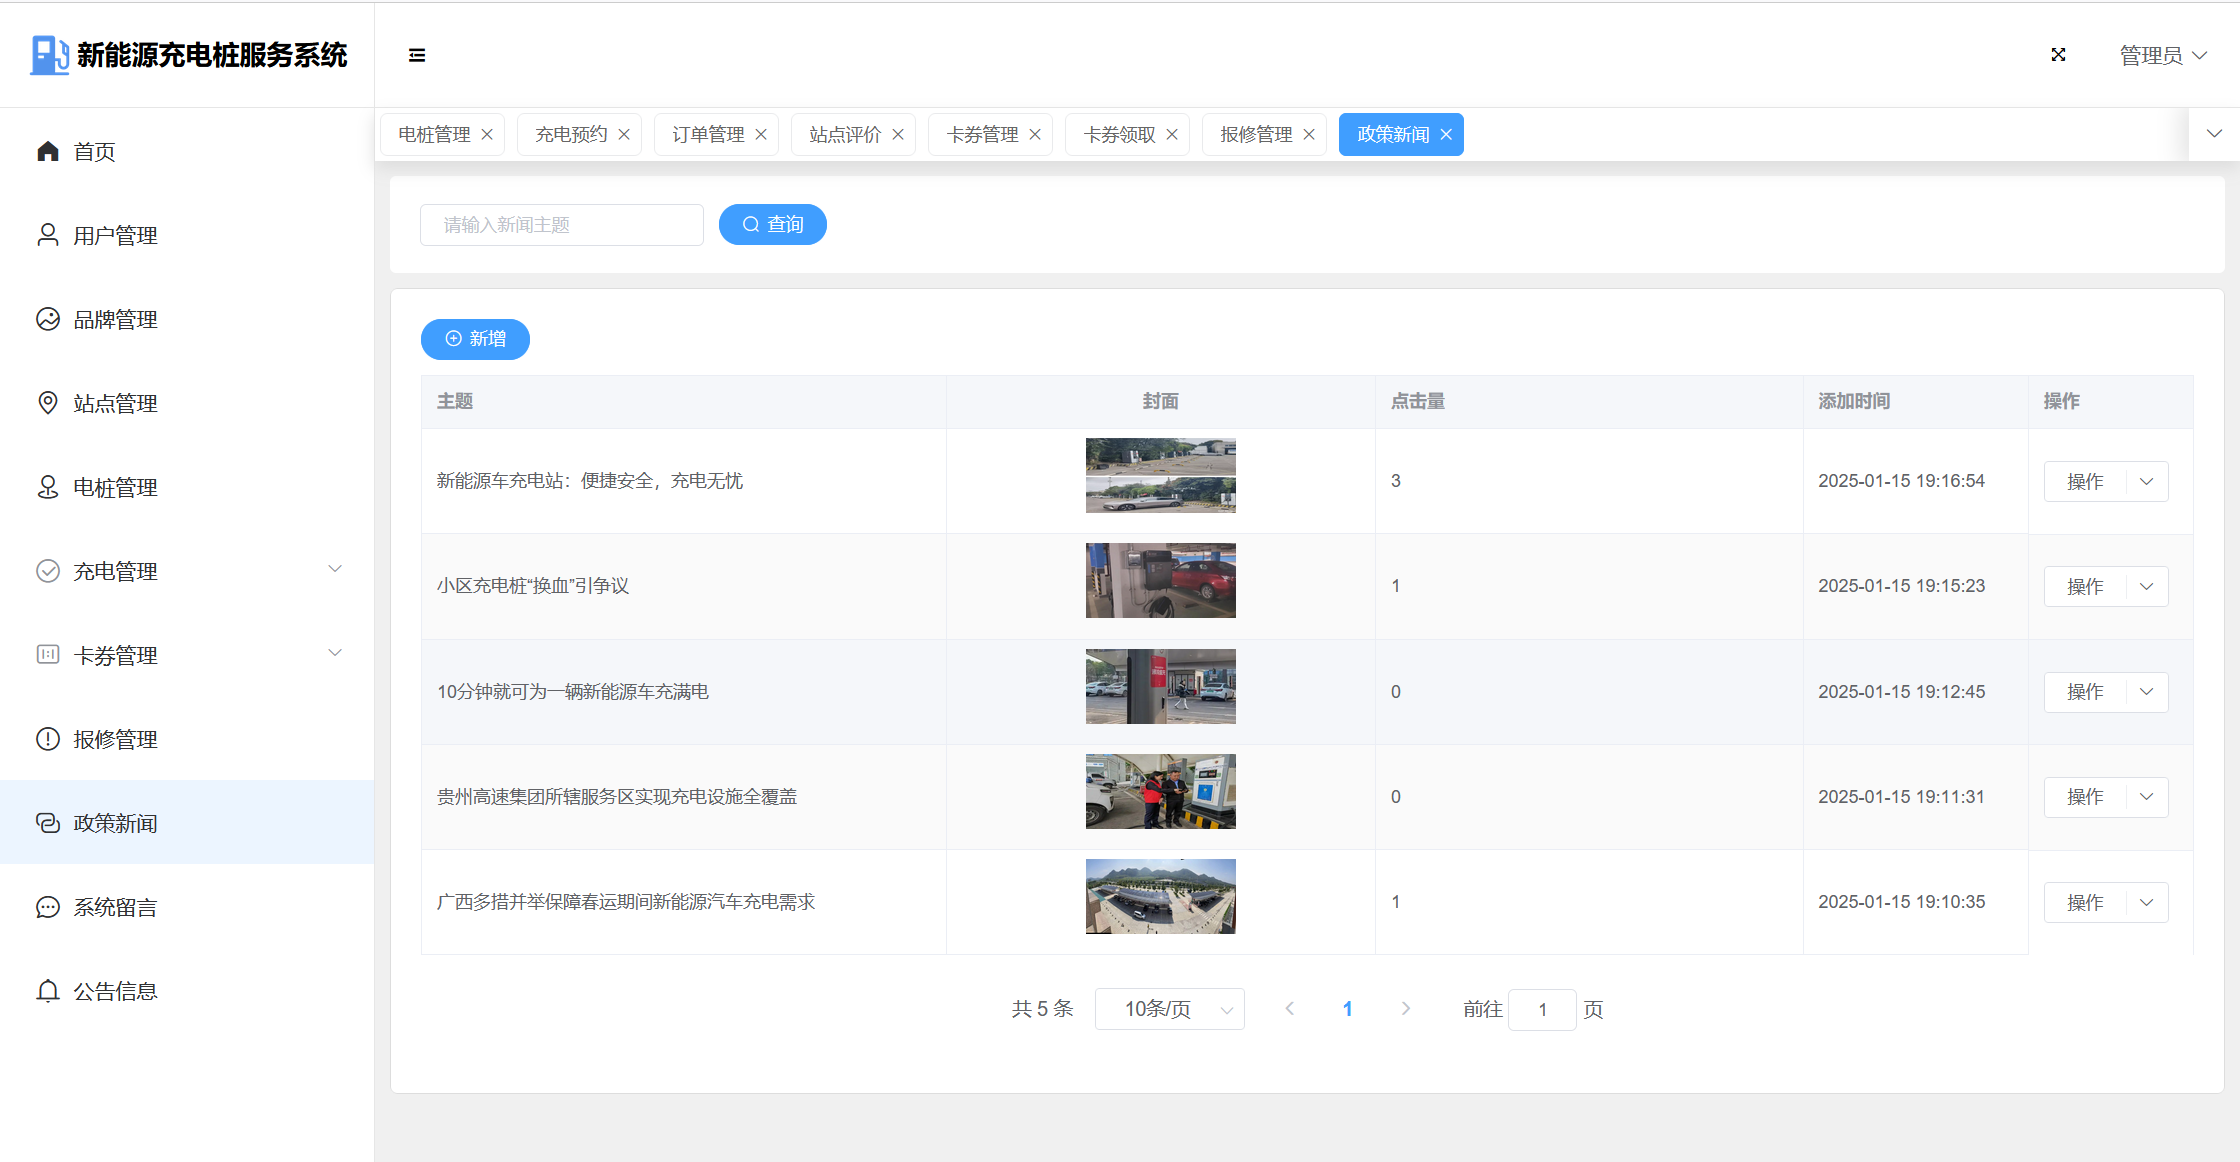 新能源充电桩服务系统
管理员
首页
用户管理
品牌管理
站点管理
电桩管理
充电管理
卡券管理
报修管理
政策新闻
系统留言
公告信息
电桩管理 充电预约 订单管理 站点评价 卡券管理 卡券领取 报修管理 政策新闻
请输入新闻主题 查询
新增
主题 封面 点击量 添加时间 操作
新能源车充电站：便捷安全，充电无忧 3 2025-01-15 19:16:54 操作
小区充电桩“换血”引争议 1 2025-01-15 19:15:23 操作
10分钟就可为一辆新能源车充满电 0 2025-01-15 19:12:45 操作
贵州高速集团所辖服务区实现充电设施全覆盖 0 2025-01-15 19:11:31 操作
广西多措并举保障春运期间新能源汽车充电需求 1 2025-01-15 19:10:35 操作
共 5 条 10条/页 1 前往 1 页